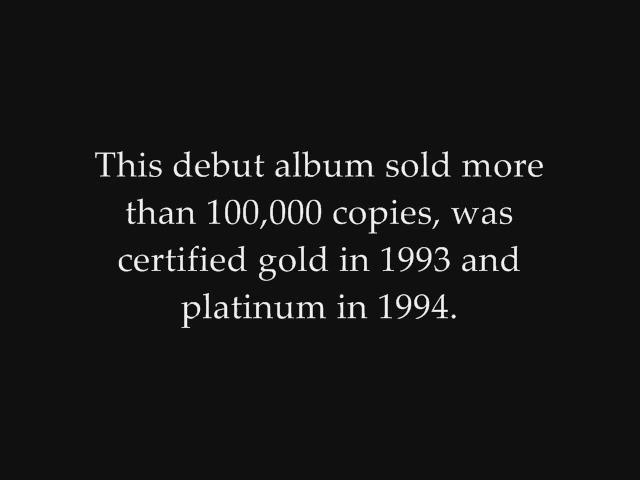 This debut album sold more
than 100,000 copies, was
certified gold in 1993 and
platinum in 1994.